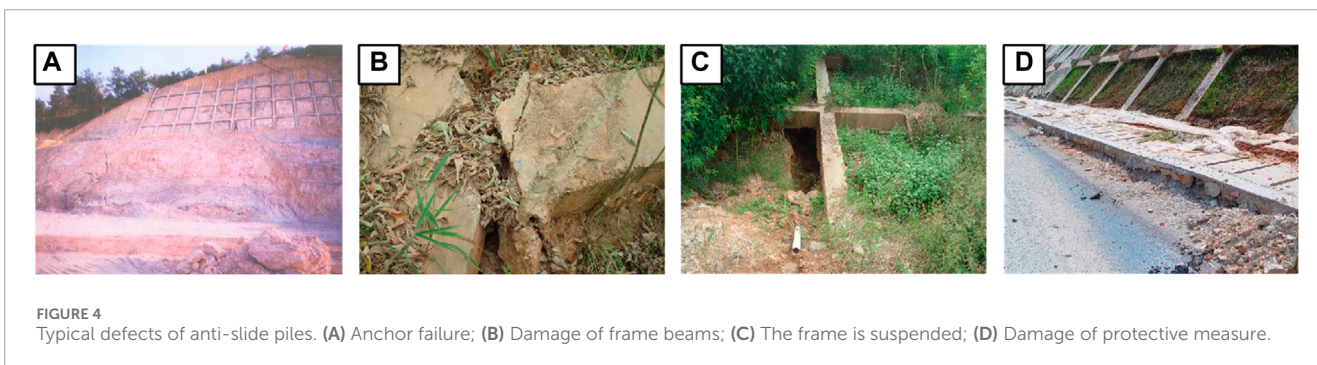 A
B
C
D
FIGURE 4
Typical defects of anti-slide piles. (A) Anchor failure; (B) Damage of frame beams; (C) The frame is suspended; (D) Damage of protective measure.